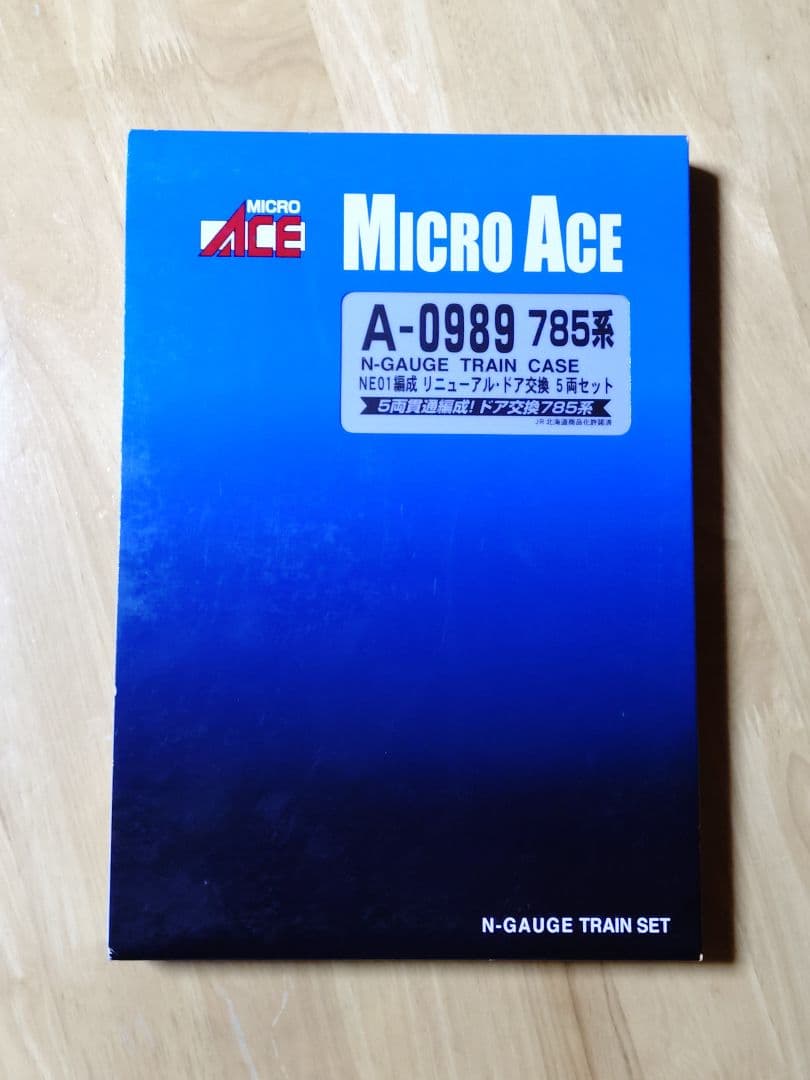 MICRO
ACE
MICRO ACE
A-0989 785系
N-GAUGE TRAIN CASE
NE01編成 リニューアル・ドア交換 5両セット
5両貫通編成!ドア交換785系
JR北海道商品化許諾済
N-GAUGE TRAIN SET